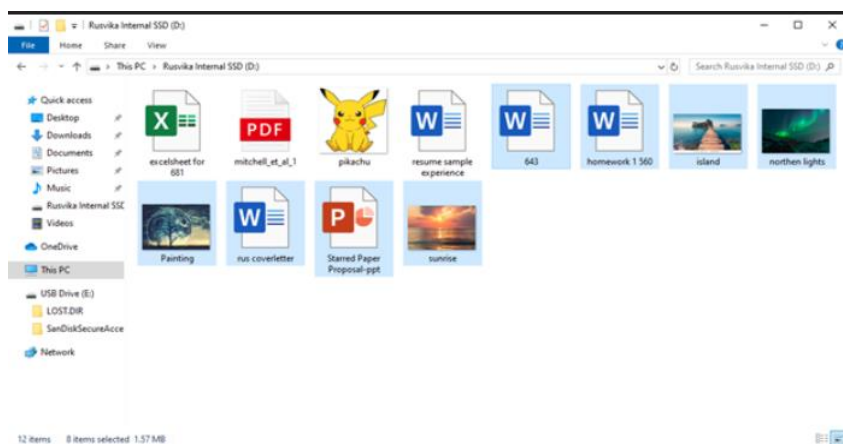 Rusvika Internal SSD (D:)
File Home Share View
This PC > Rusvika Internal SSD (D:)
Search Rusvika Internal SSD (D:)
Quick access
Desktop
Downloads
Documents
Pictures
Music
Rusvika Internal SSD
Videos
OneDrive
This PC
USB Drive (E:)
LOST.DIR
SanDiskSecureAcce
Network
X
PDF
W
W
W
excelsheet for
681
mitchell_et_al_1
pikachu
resume sample
experience
643
homework 1 560
island
northen lights
W
P
Painting
rus coverletter
Starred Paper
Proposal-ppt
sunrise
12 items 8 items selected 1.57 MB